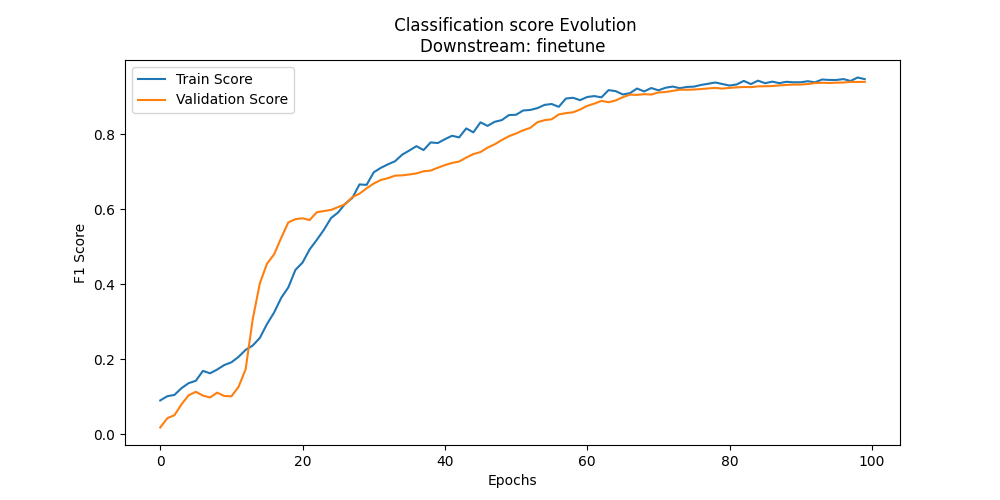 Classification score Evolution
Downstream: finetune
Train Score
Validation Score
F1 Score
0.8
0.6
0.4
0.2
0.0
0 20 40 60 80 100
Epochs